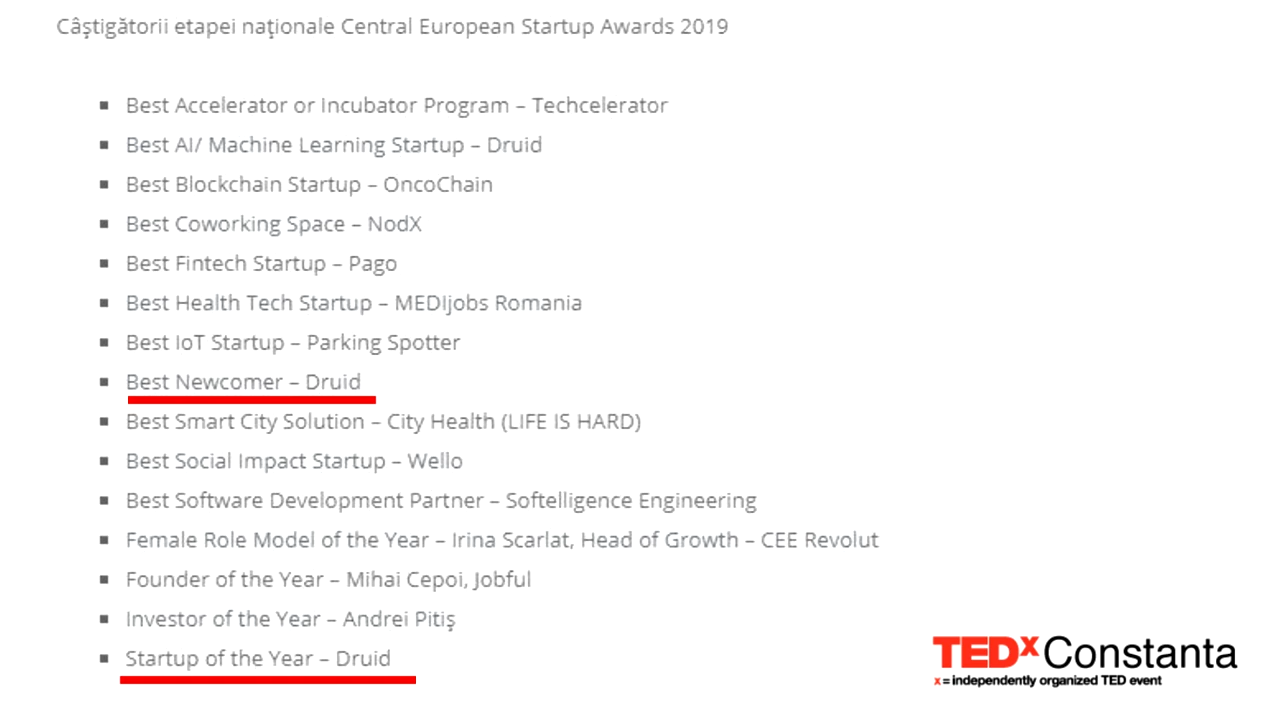 Câştigătorii etapei naţionale Central European Startup Awards 2019
Best Accelerator or Incubator Program – Techcelerator
Best AI/ Machine Learning Startup – Druid
Best Blockchain Startup – OncoChain
Best Coworking Space – NodX
Best Fintech Startup – Pago
Best Health Tech Startup – MEDIjobs Romania
Best IoT Startup – Parking Spotter
Best Newcomer – Druid
Best Smart City Solution – City Health (LIFE IS HARD)
Best Social Impact Startup – Wello
Best Software Development Partner – Softelligence Engineering
Female Role Model of the Year – Irina Scarlat, Head of Growth – CEE Revolut
Founder of the Year – Mihai Cepoi, Jobful
Investor of the Year – Andrei Pitiş
Startup of the Year – Druid
TEDx Constanta
x = independently organized TED event